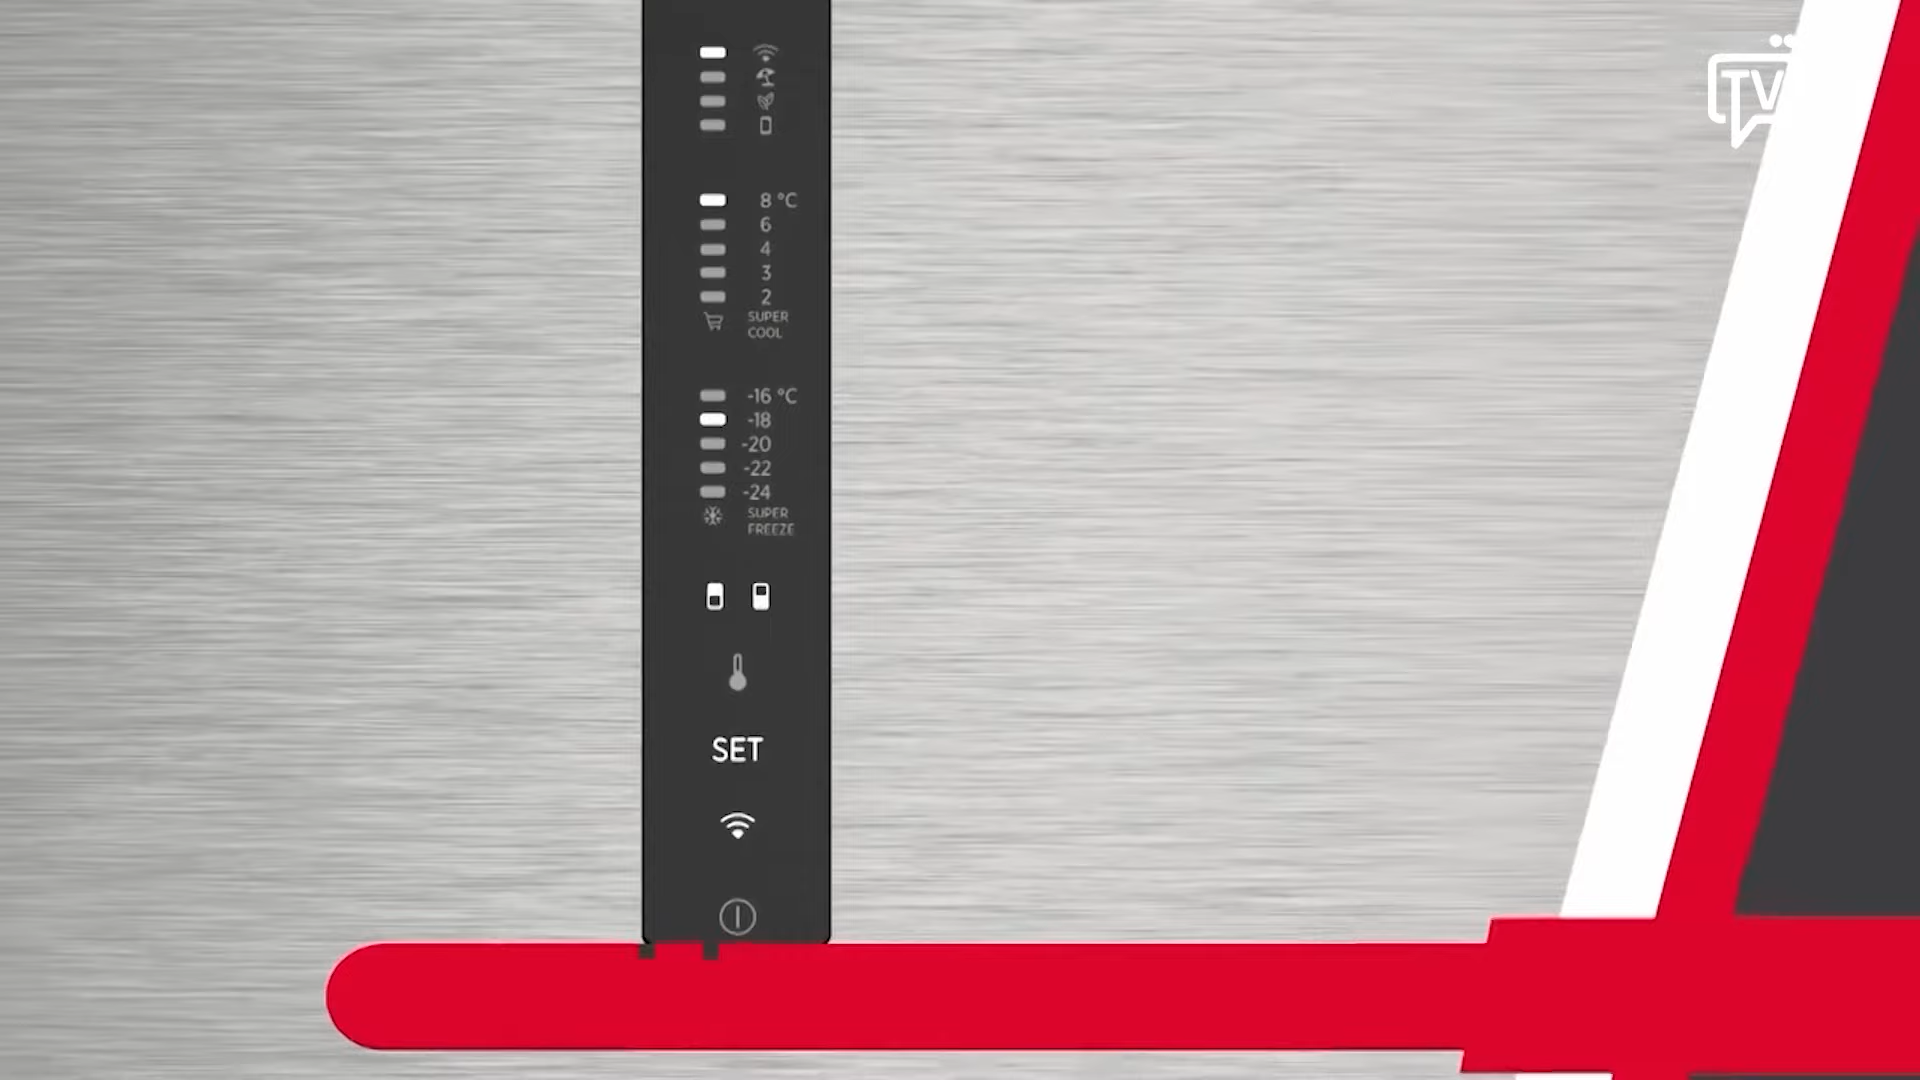 TV
8 °C
6
4
3
2
SUPER
COOL
-16 °C
-18
-20
-22
-24
SUPER
FREEZE
SET